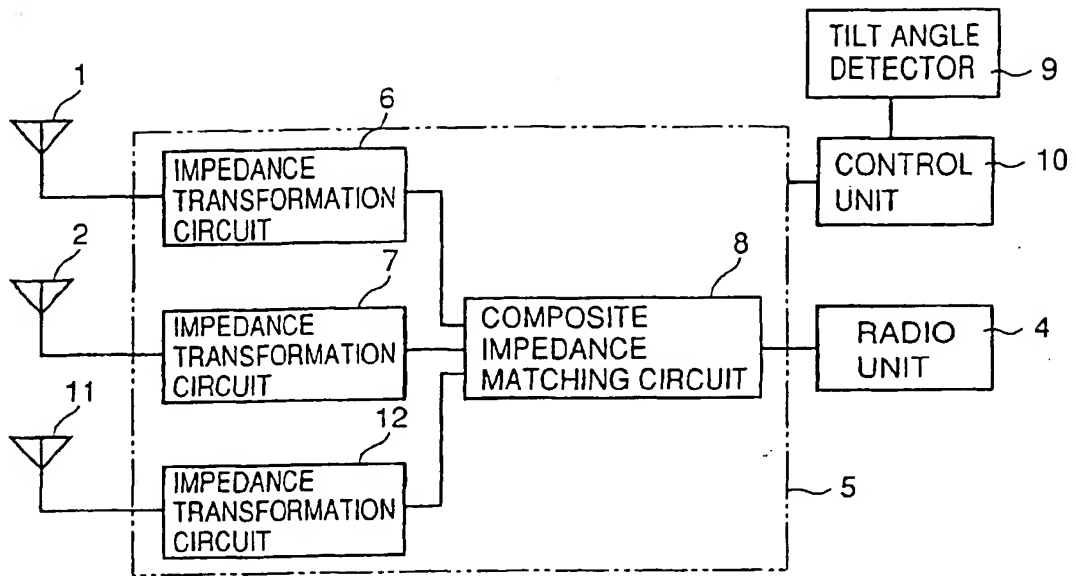 TILT ANGLE
DETECTOR
9
1
6
IMPEDANCE
TRANSFORMATION
CIRCUIT
CONTROL
UNIT
10
2
7
8
IMPEDANCE
TRANSFORMATION
CIRCUIT
COMPOSITE
IMPEDANCE
MATCHING CIRCUIT
RADIO
UNIT
4
11
12
IMPEDANCE
TRANSFORMATION
CIRCUIT
5